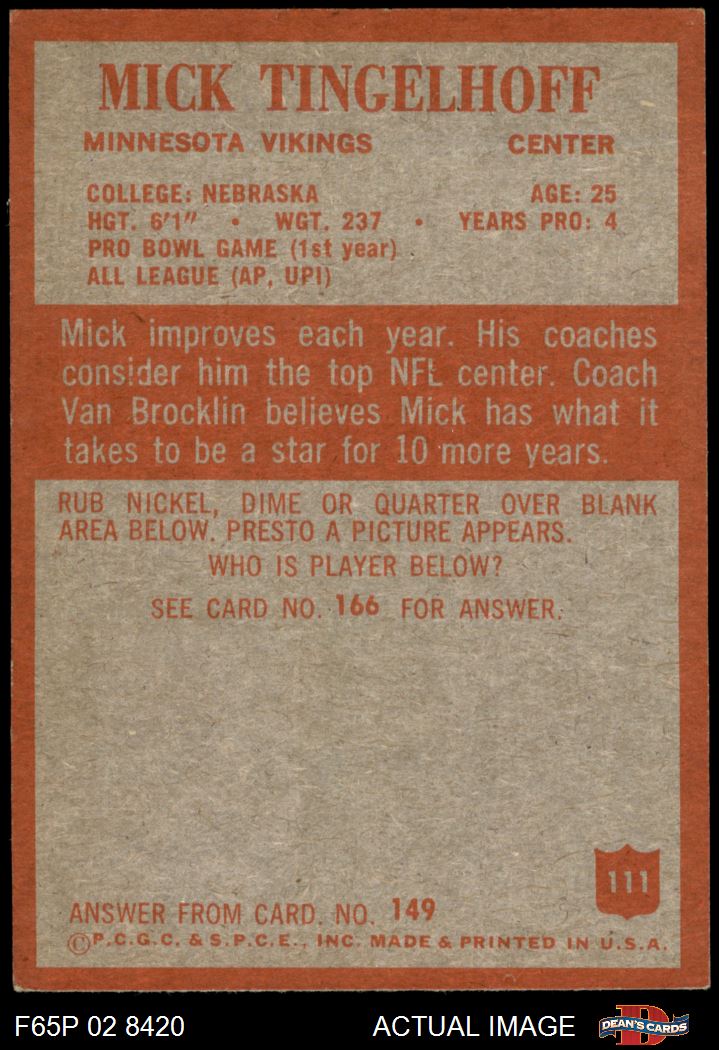 MICK TINGELHOFF
MINNESOTA VIKINGS CENTER
COLLEGE: NEBRASKA AGE: 25
HGT. 6'1" • WGT. 237 • YEARS PRO: 4
PRO BOWL GAME (1st year)
ALL LEAGUE (AP, UPI)
Mick improves each year. His coaches
consider him the top NFL center. Coach
Van Brocklin believes Mick has what it
takes to be a star for 10 more years.
RUB NICKEL, DIME OR QUARTER OVER BLANK
AREA BELOW. PRESTO A PICTURE APPEARS.
WHO IS PLAYER BELOW?
SEE CARD NO. 166 FOR ANSWER.
111
ANSWER FROM CARD. NO. 149
©P.C.G.C. & S.P.C.E., INC. MADE & PRINTED IN U.S.A.
F65P 02 8420 ACTUAL IMAGE D DEAN'S CARDS